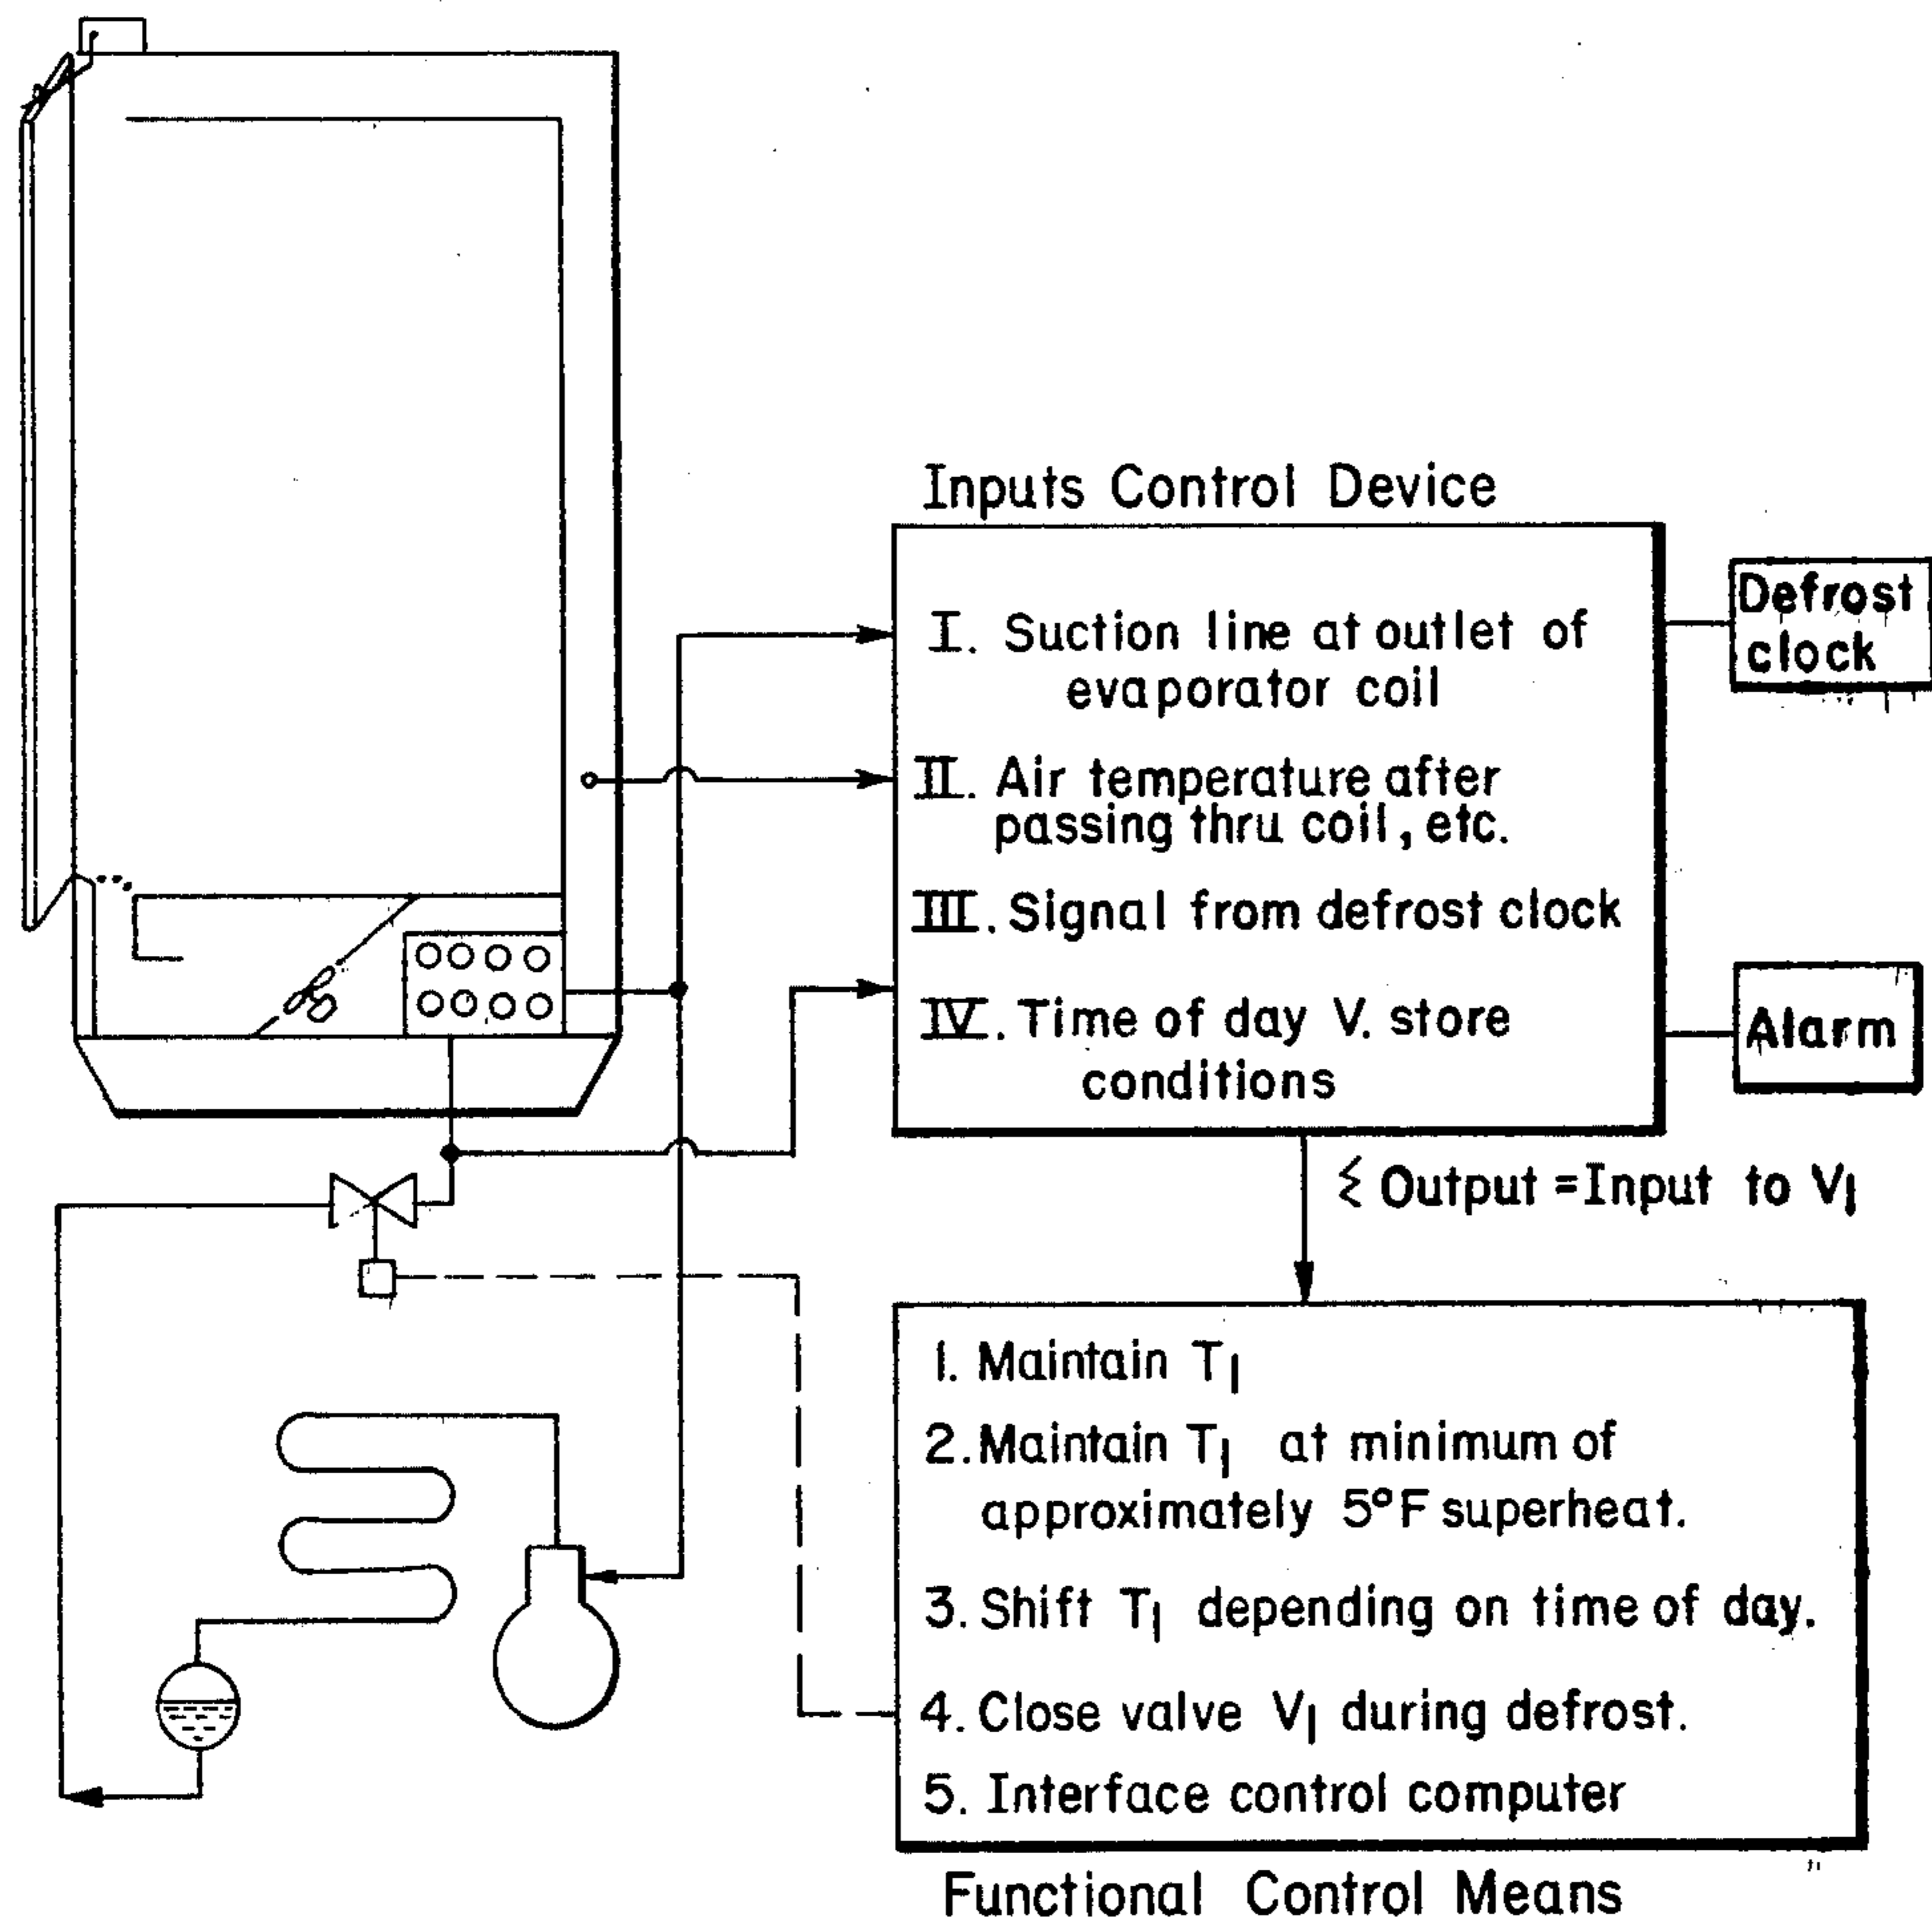 Inputs Control Device
I. Suction line at outlet of
evaporator coil
II. Air temperature after
passing thru coil, etc.
III. Signal from defrost clock
IV. Time of day V. store
conditions
Defrost
clock
Alarm
Σ Output = Input to V₁
1. Maintain T₁
2. Maintain T₁ at minimum of
approximately 5°F superheat.
3. Shift T₁ depending on time of day.
4. Close valve V₁ during defrost.
5. Interface control computer
Functional Control Means